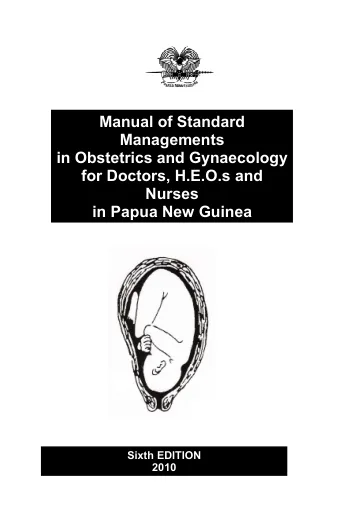 Manual of Standard
Managements
in Obstetrics and Gynaecology
for Doctors, H.E.O.s and
Nurses
in Papua New Guinea
Sixth EDITION
2010